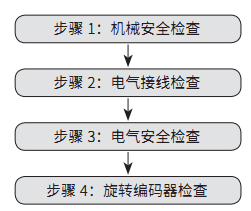 步骤 1：机械安全检查
步骤 2：电气接线检查
步骤 3：电气安全检查
步骤 4：旋转编码器检查